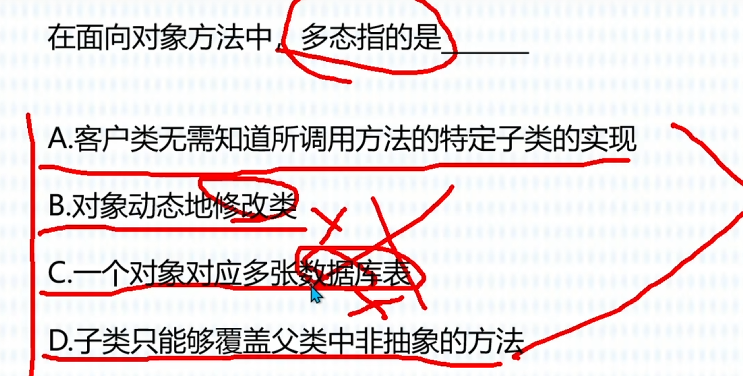 在面向对象方法中，多态指的是______
A.客户类无需知道所调用方法的特定子类的实现
B.对象动态地修改类
C.一个对象对应多张数据库表
D.子类只能够覆盖父类中非抽象的方法